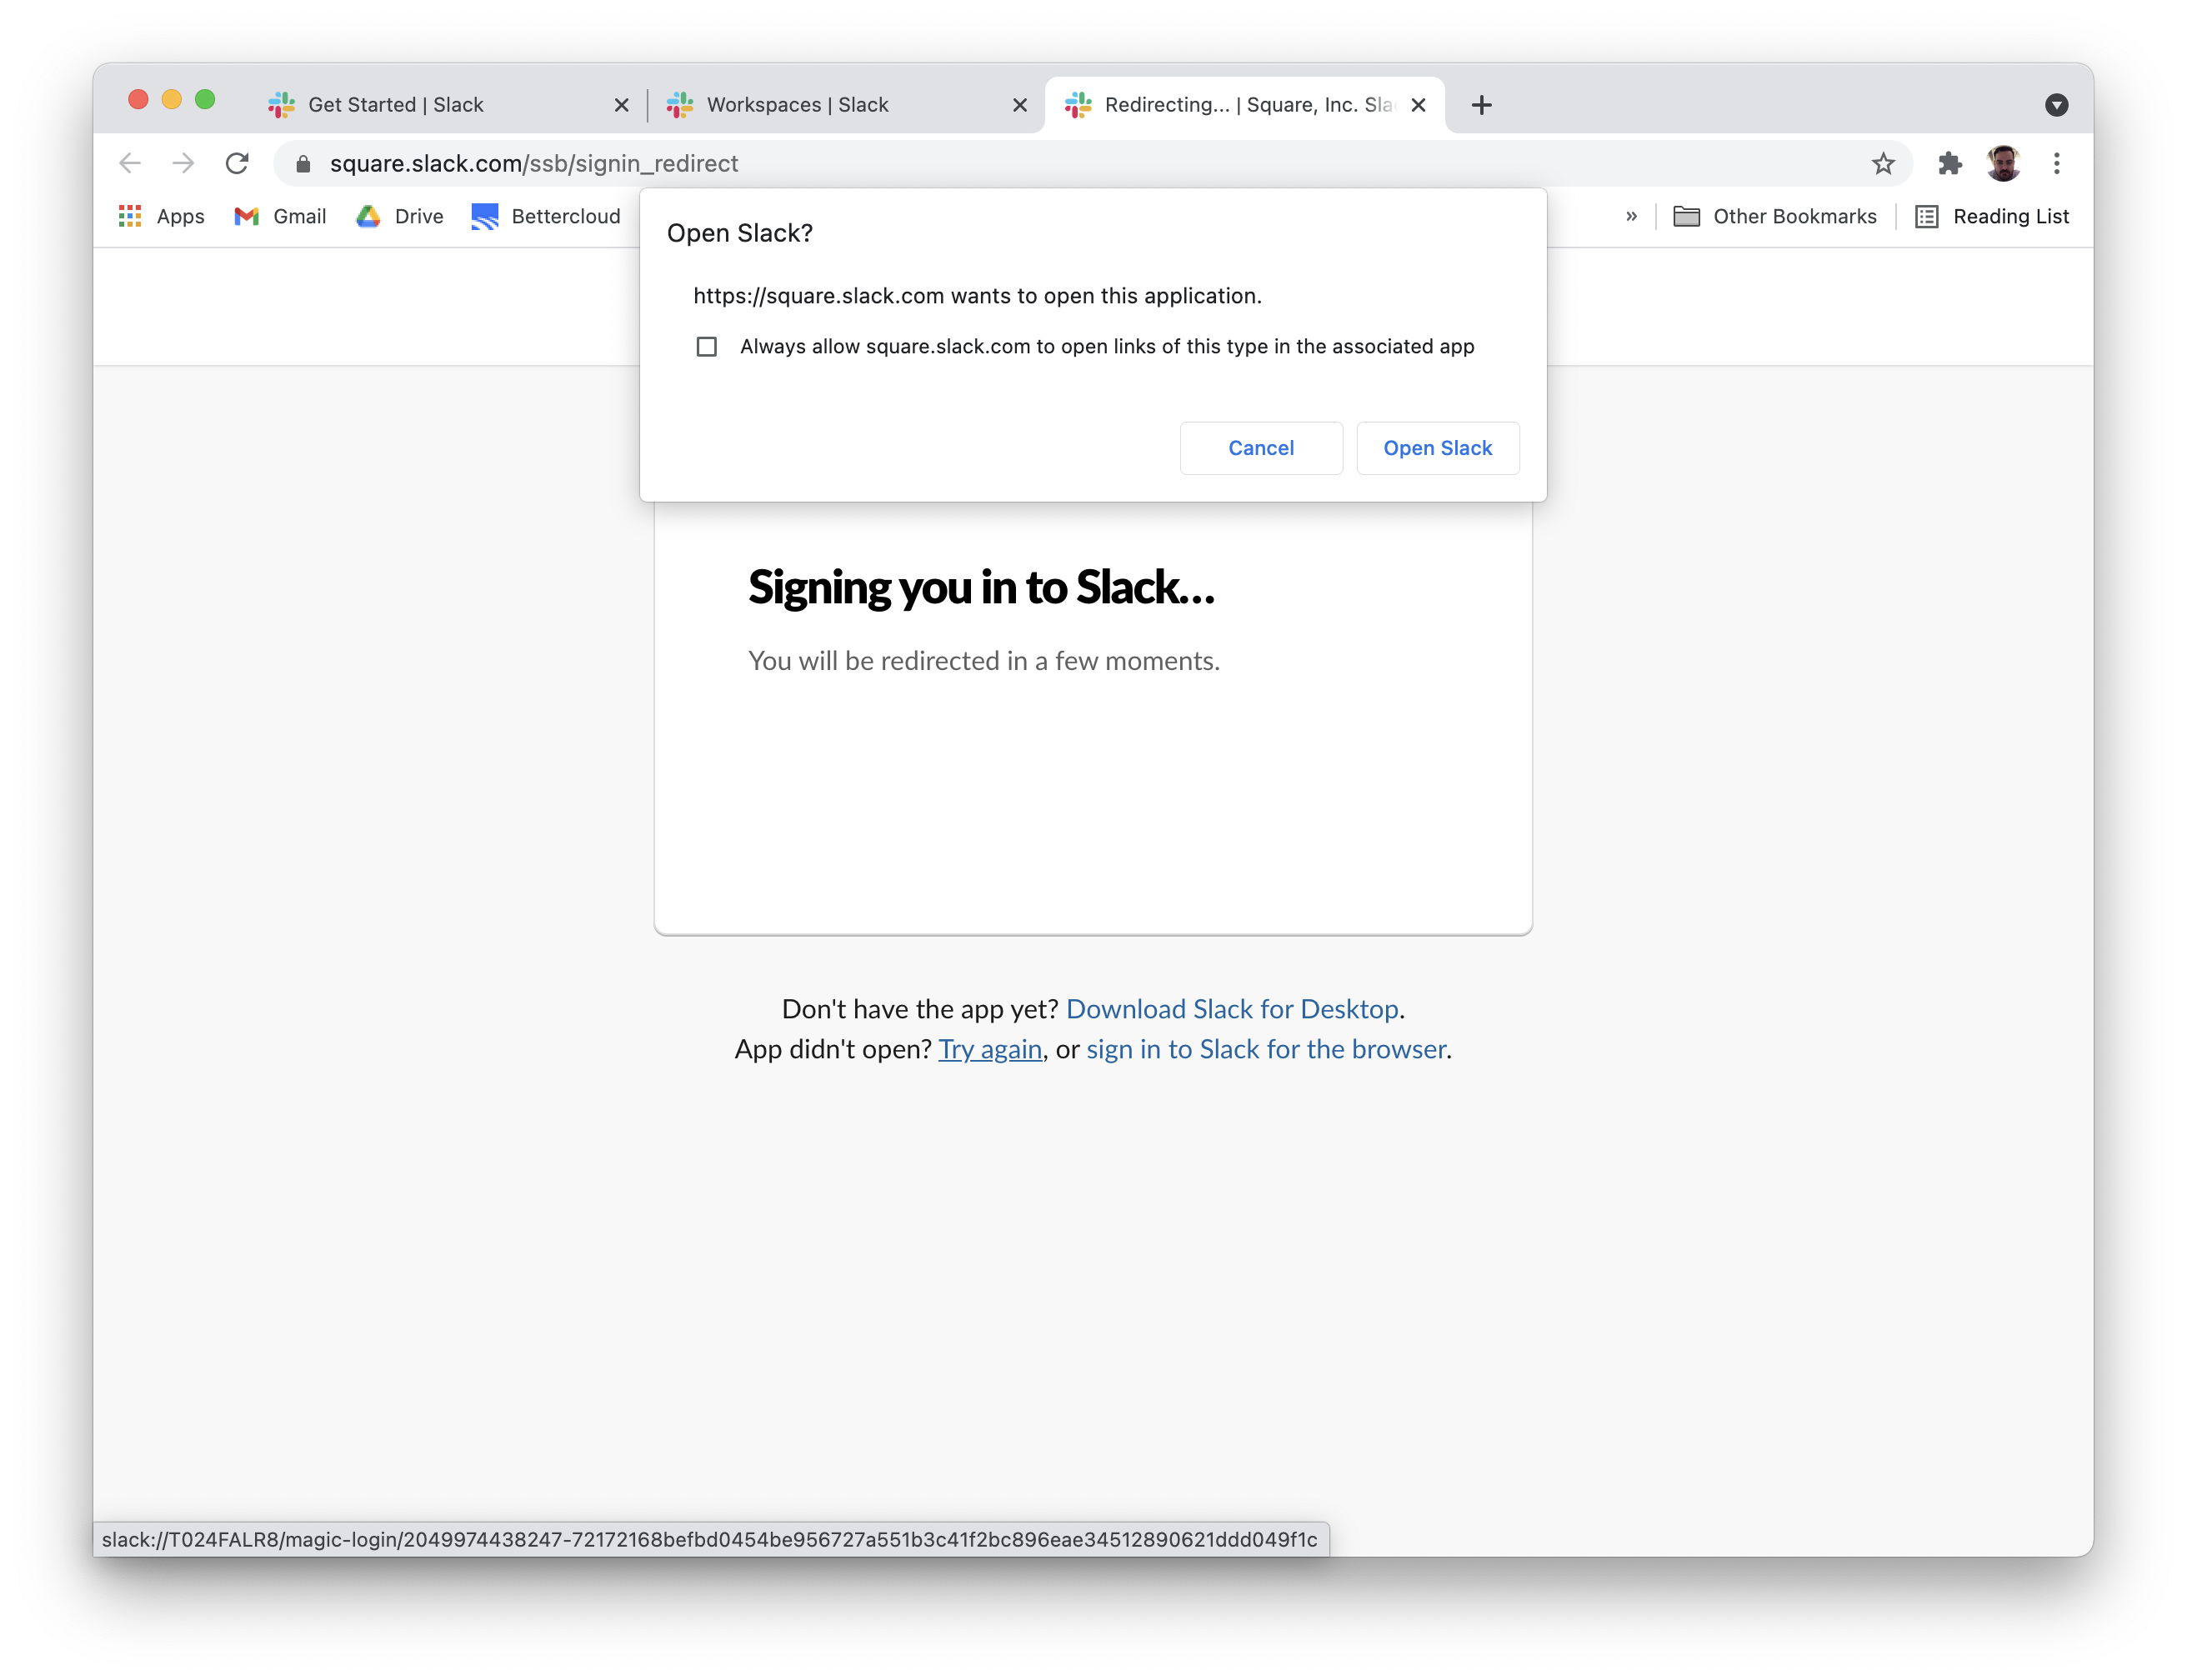 Get Started | Slack
Workspaces | Slack
Redirecting... | Square, Inc. Sla
square.slack.com/ssb/signin_redirect
Apps Gmail Drive Bettercloud » Other Bookmarks Reading List
Open Slack?
https://square.slack.com wants to open this application.
Always allow square.slack.com to open links of this type in the associated app
Cancel Open Slack
Signing you in to Slack…
You will be redirected in a few moments.
Don't have the app yet? Download Slack for Desktop.
App didn't open? Try again, or sign in to Slack for the browser.
slack://T024FALR8/magic-login/2049974438247-72172168befbd0454be956727a551b3c41f2bc896eae34512890621ddd049f1c